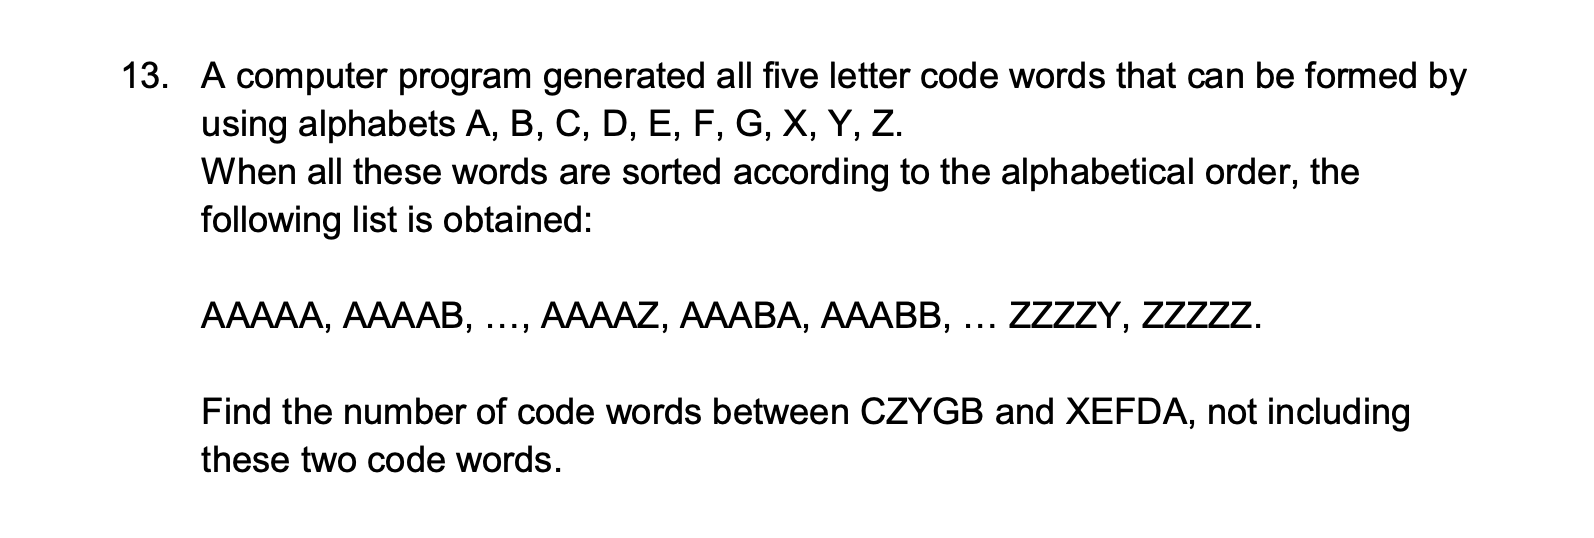 13. A computer program generated all five letter code words that can be formed by
using alphabets A, B, C, D, E, F, G, X, Y, Z.
When all these words are sorted according to the alphabetical order, the
following list is obtained:
AAAAA, AAAAB, ..., AAAAZ, AAABA, AAABB, ... ZZZZY, ZZZZZ.
Find the number of code words between CZYGB and XEFDA, not including
these two code words.